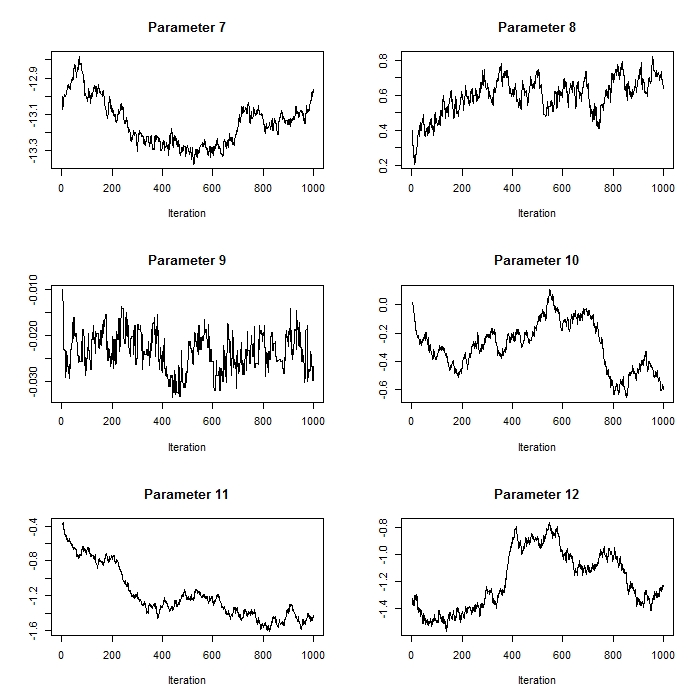 Parameter 7
-12.9
-13.1
-13.3
0 200 400 600 800 1000
Iteration
Parameter 8
0.8
0.6
0.4
0.2
0 200 400 600 800 1000
Iteration
Parameter 9
-0.010
-0.020
-0.030
0 200 400 600 800 1000
Iteration
Parameter 10
0.0
-0.2
-0.4
-0.6
0 200 400 600 800 1000
Iteration
Parameter 11
-0.4
-0.8
-1.2
-1.6
0 200 400 600 800 1000
Iteration
Parameter 12
-0.8
-1.0
-1.2
-1.4
0 200 400 600 800 1000
Iteration